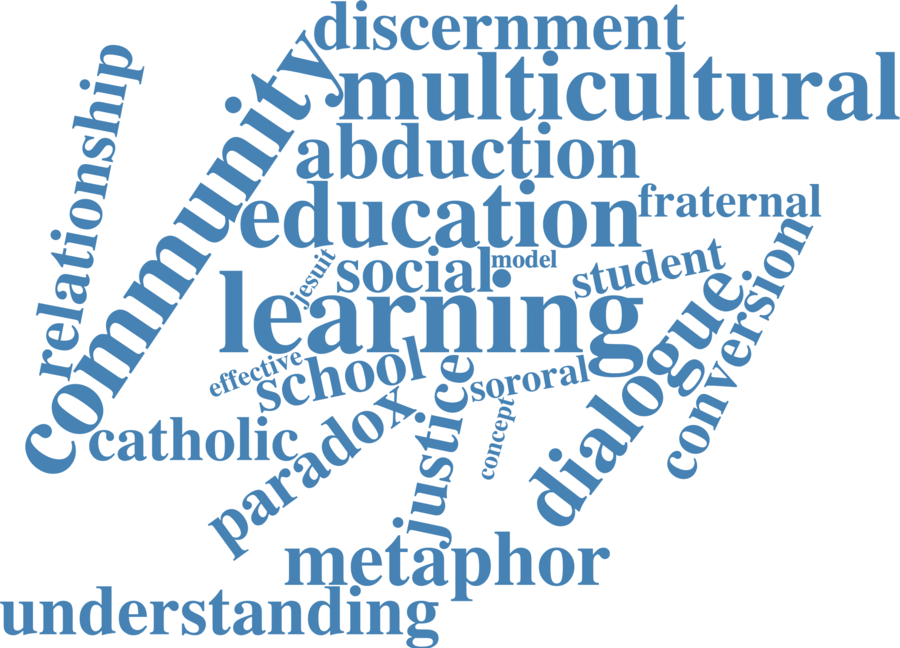 discernment
multicultural
relationship
community
abduction
education
fraternal
jesuit
social
model
student
learning
conversion
dialogue
effective
school
sororal
catholic
paradox
justice
concept
metaphor
understanding